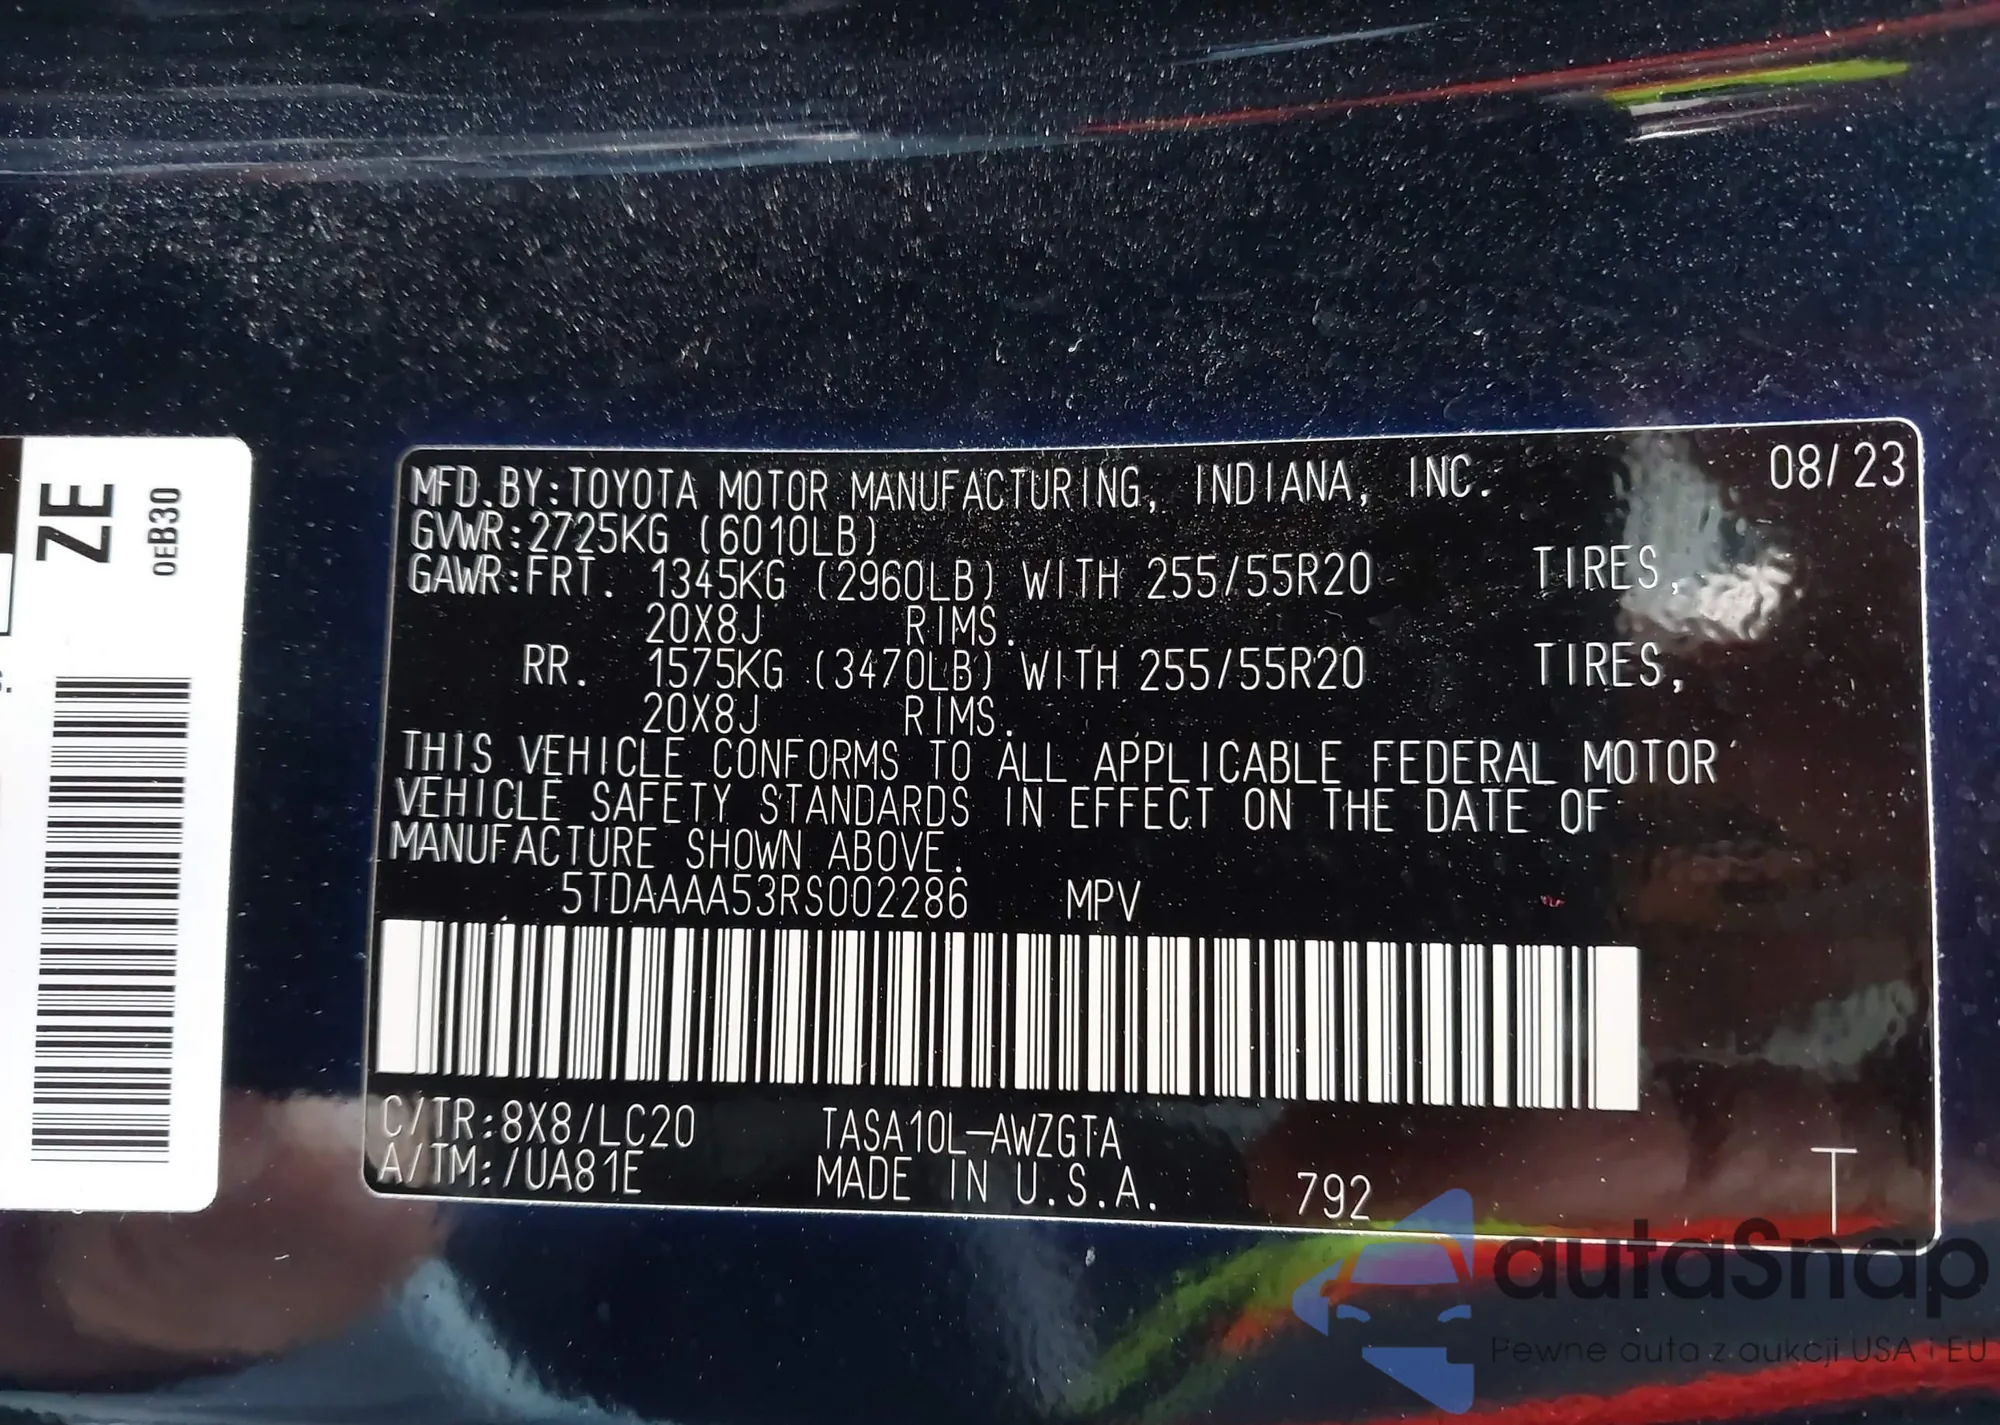 ZE
0EB30
S.
MFD.BY:TOYOTA MOTOR MANUFACTURING, INDIANA, INC. 08/23
GVWR:2725KG (6010LB)
GAWR:FRT. 1345KG (2960LB) WITH 255/55R20 TIRES,
20X8J RIMS.
RR. 1575KG (3470LB) WITH 255/55R20 TIRES,
20X8J RIMS.
THIS VEHICLE CONFORMS TO ALL APPLICABLE FEDERAL MOTOR
VEHICLE SAFETY STANDARDS IN EFFECT ON THE DATE OF
MANUFACTURE SHOWN ABOVE.
5TDAAAA53RS002286 MPV
C/TR:8X8/LC20 TASA10L-AWZGTA
A/TM:/UA81E MADE IN U.S.A. 792 T
autaSnap
Pewne auta z aukcji USA i EU